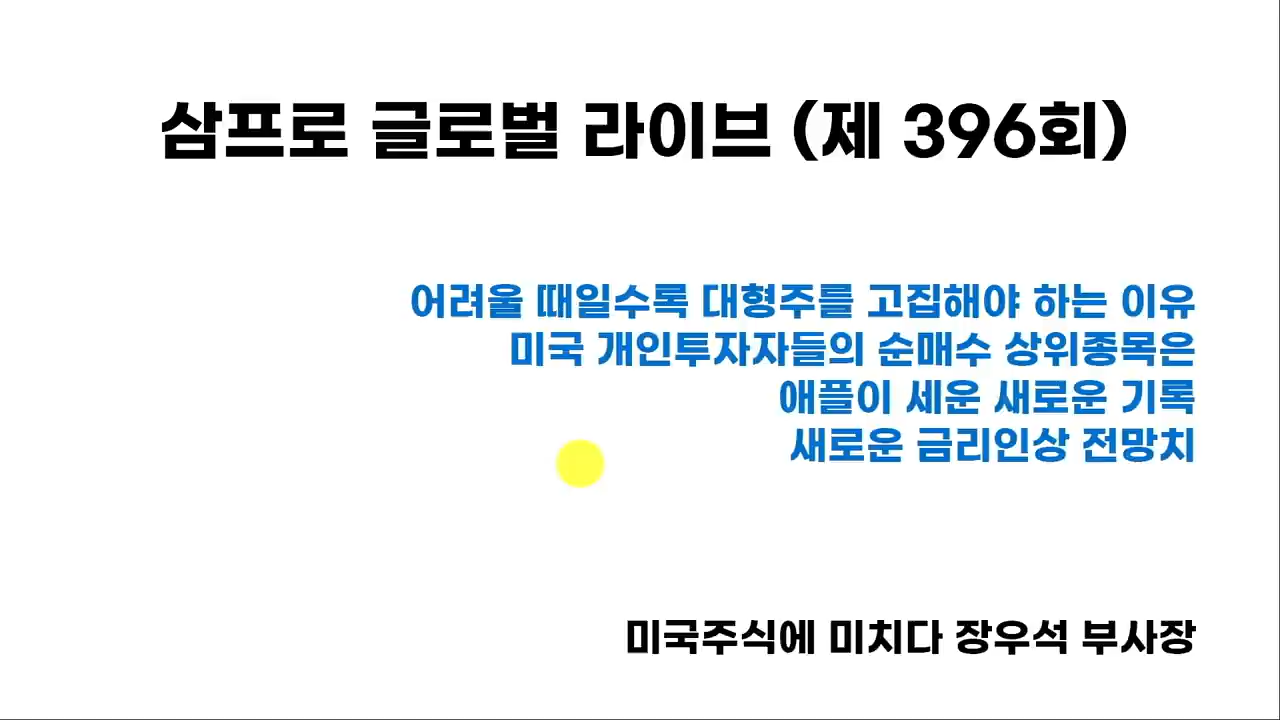 삼프로 글로벌 라이브 (제 396회)
어려울 때일수록 대형주를 고집해야 하는 이유
미국 개인투자자들의 순매수 상위종목은
애플이 세운 새로운 기록
새로운 금리인상 전망치
미국주식에 미치다 장우석 부사장